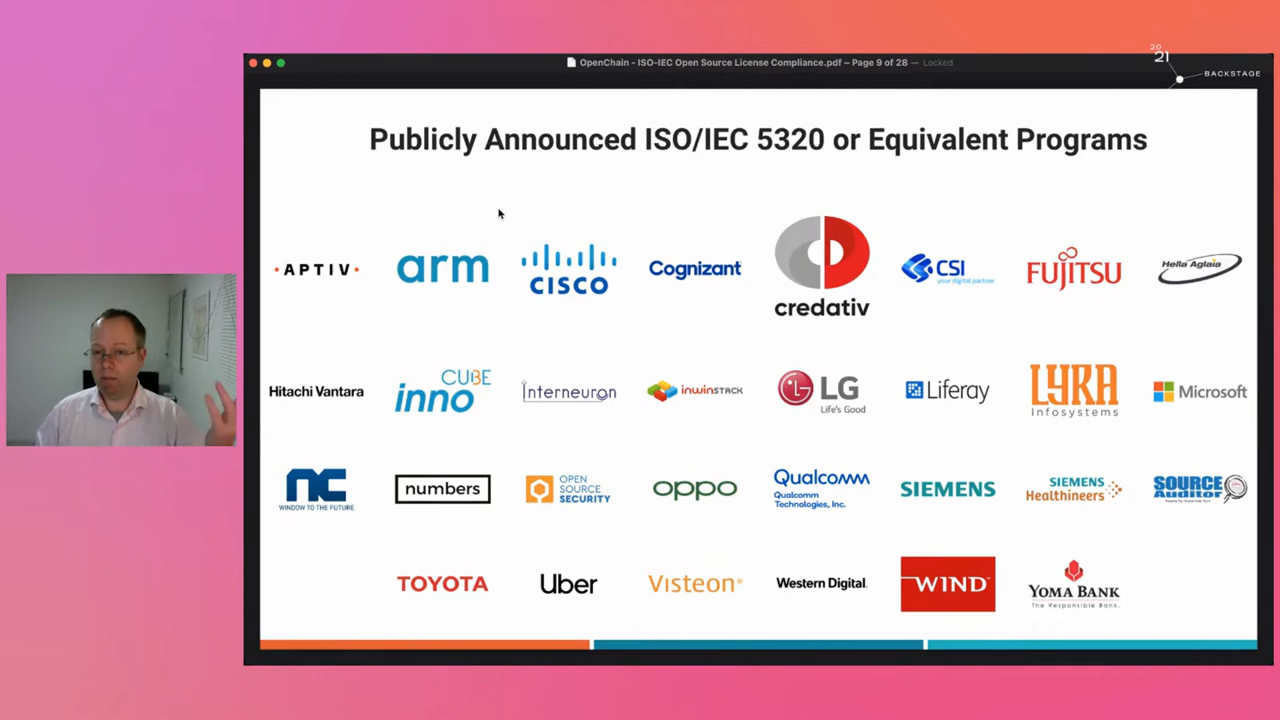 20
21
BACKSTAGE
OpenChain - ISO-IEC Open Source License Compliance.pdf – Page 9 of 28 — Locked
Publicly Announced ISO/IEC 5320 or Equivalent Programs
• APTIV •
arm
CISCO
Cognizant
credativ
CSI
your digital partner
FUJITSU
Hella Aglaia
Hitachi Vantara
CUBE
inno
Interneuron
inwinSTACK
LG
Life's Good
Liferay
LYRA
Infosystems
Microsoft
nc
WINDOW TO THE FUTURE
numbers
OPEN
SOURCE
SECURITY
oppo
Qualcomm
Qualcomm
Technologies, Inc.
SIEMENS
SIEMENS
Healthineers
SOURCE
Auditor
TOYOTA
Uber
Visteon®
Western Digital.
WIND™
YOMA BANK
The Responsible Bank.